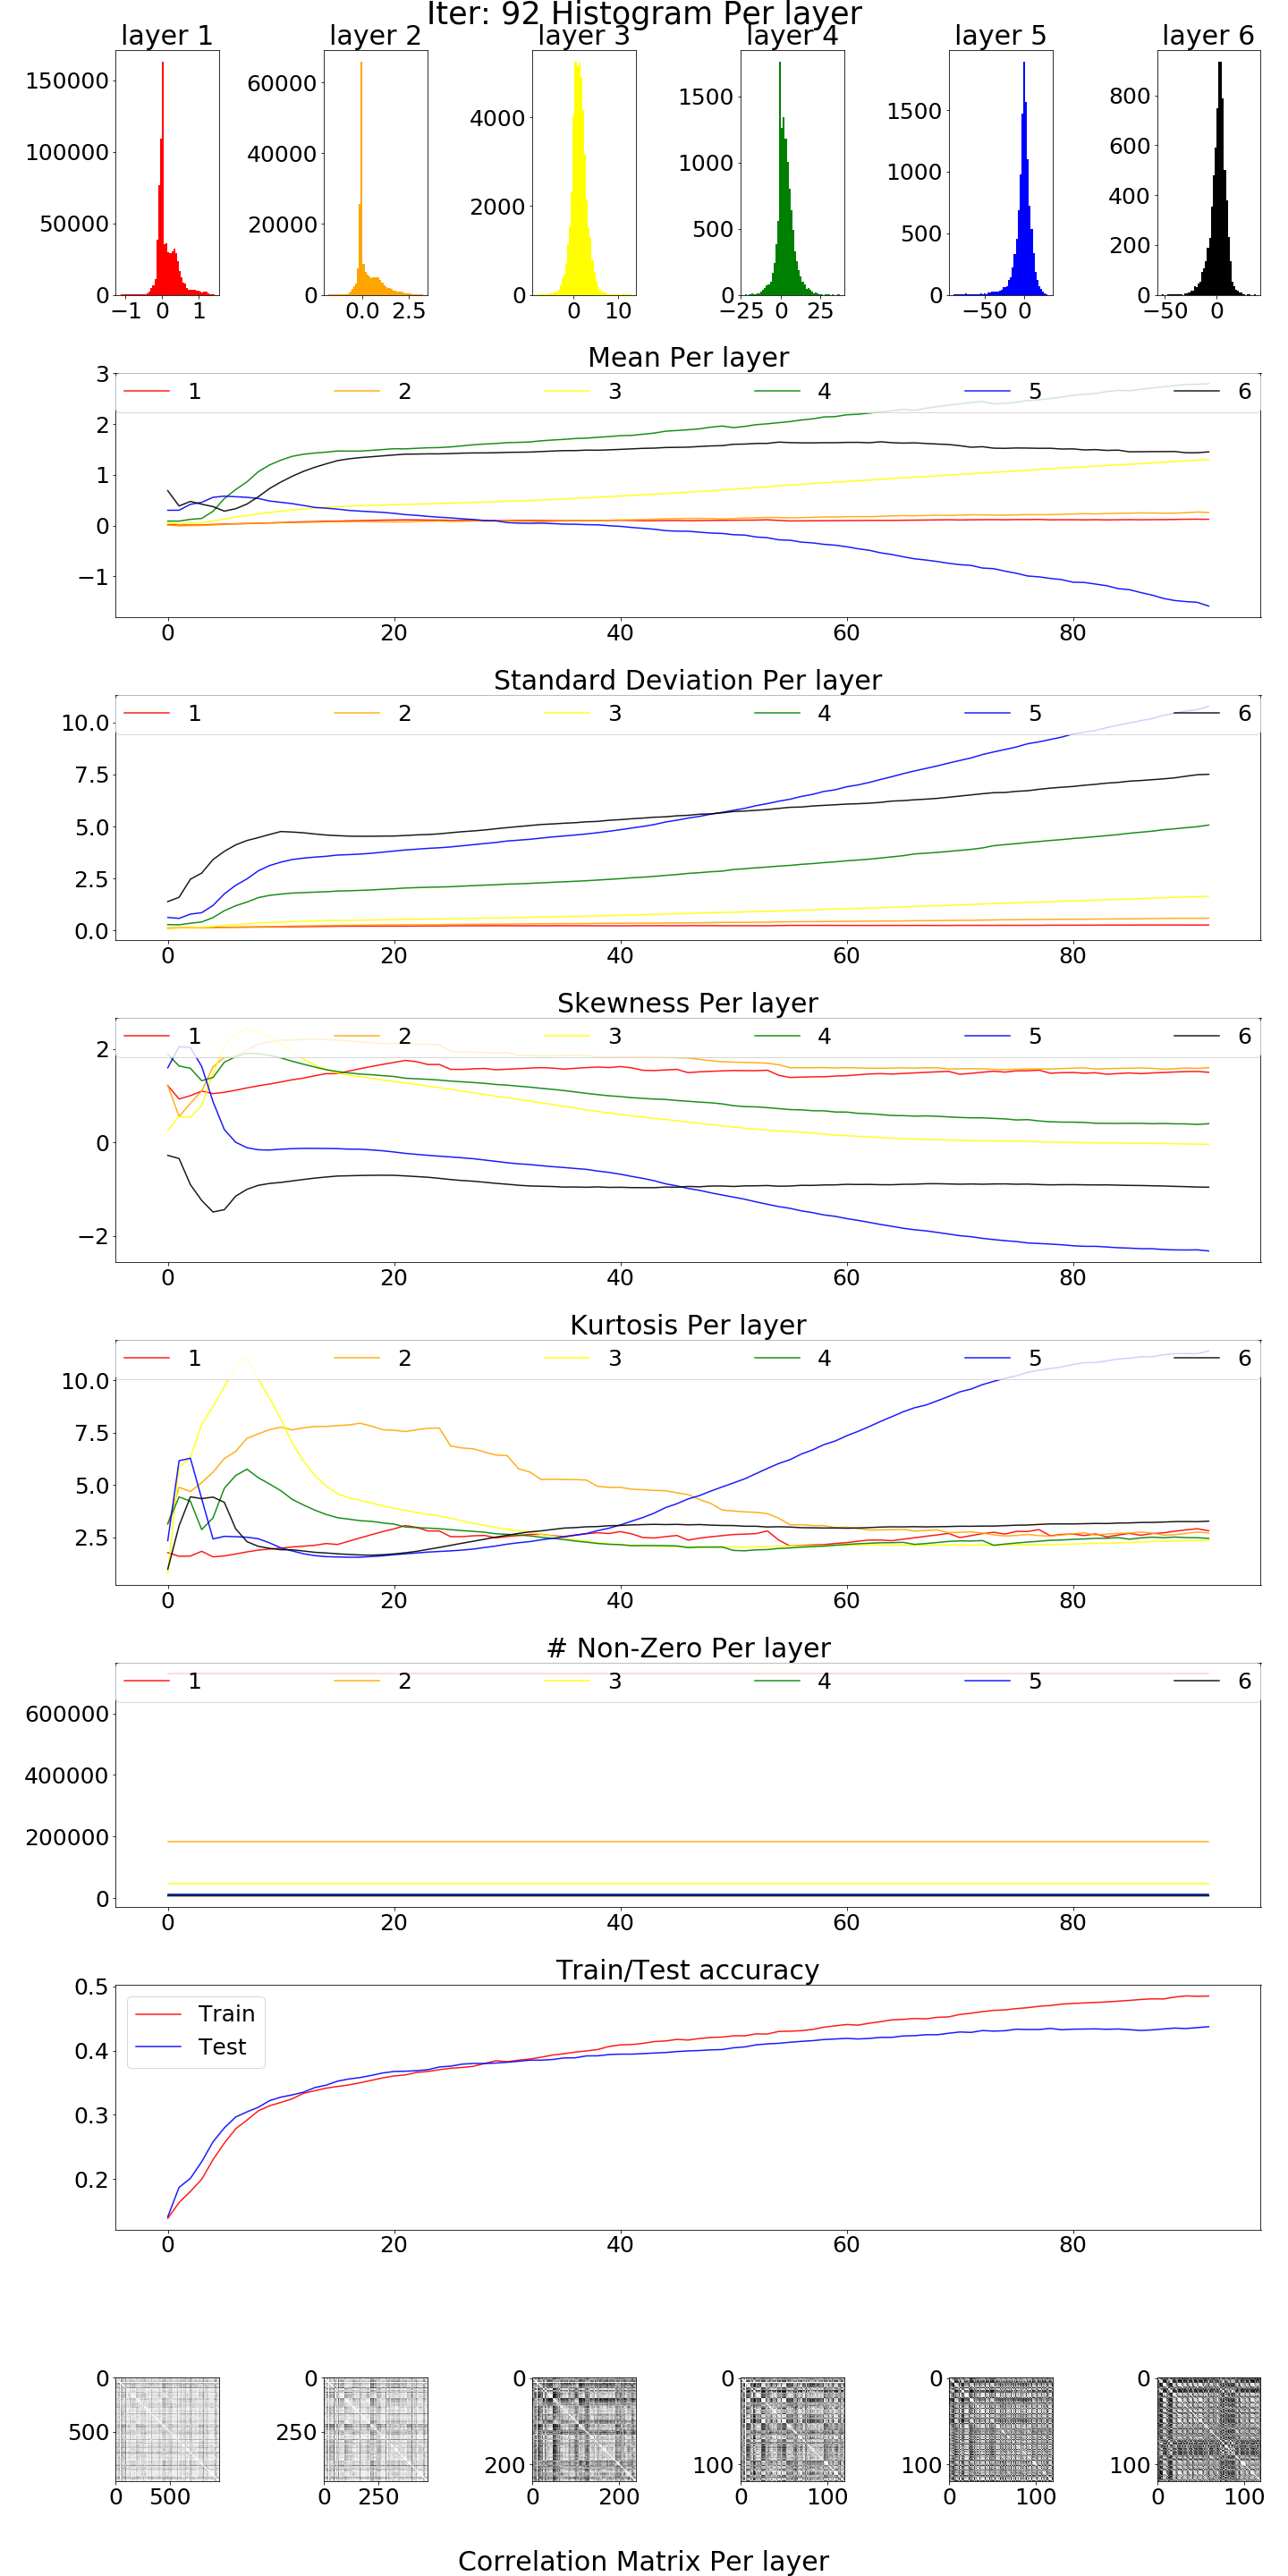 Iter: 92 Histogram Per layer
layer 1 layer 2 layer 3 layer 4 layer 5 layer 6
150000 100000 50000 0 −1 0 1
60000 40000 20000 0 0.0 2.5
4000 2000 0 0 10
1500 1000 500 0 −25 0 25
1500 1000 500 0 −50 0
800 600 400 200 0 −50 0
Mean Per layer
1 2 3 4 5 6
3
2
1
0
−1
0 20 40 60 80
Standard Deviation Per layer
1 2 3 4 5 6
10.0
7.5
5.0
2.5
0.0
0 20 40 60 80
Skewness Per layer
1 2 3 4 5 6
2
0
−2
0 20 40 60 80
Kurtosis Per layer
1 2 3 4 5 6
10.0
7.5
5.0
2.5
0 20 40 60 80
# Non-Zero Per layer
1 2 3 4 5 6
600000
400000
200000
0
0 20 40 60 80
Train/Test accuracy
Train
Test
0.5
0.4
0.3
0.2
0 20 40 60 80
0 500 0 500
0 250 0 250
0 200 0 200
0 100 0 100
0 100 0 100
0 100 0 100
Correlation Matrix Per layer